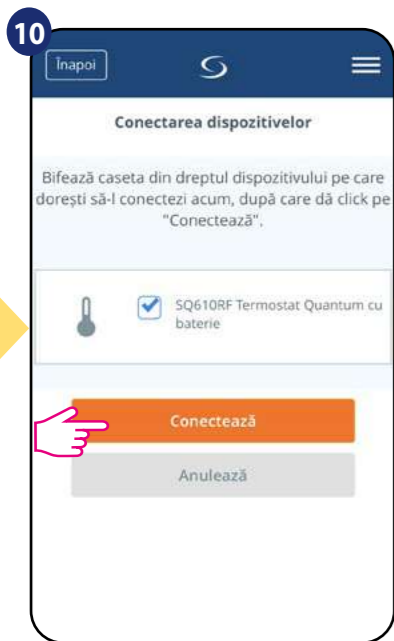 10
Înapoi
Conectarea dispozitivelor
Bifează caseta din dreptul dispozitivului pe care
dorești să-l conectezi acum, după care dă click pe
"Conectează".
SQ610RF Termostat Quantum cu
baterie
Conectează
Anulează